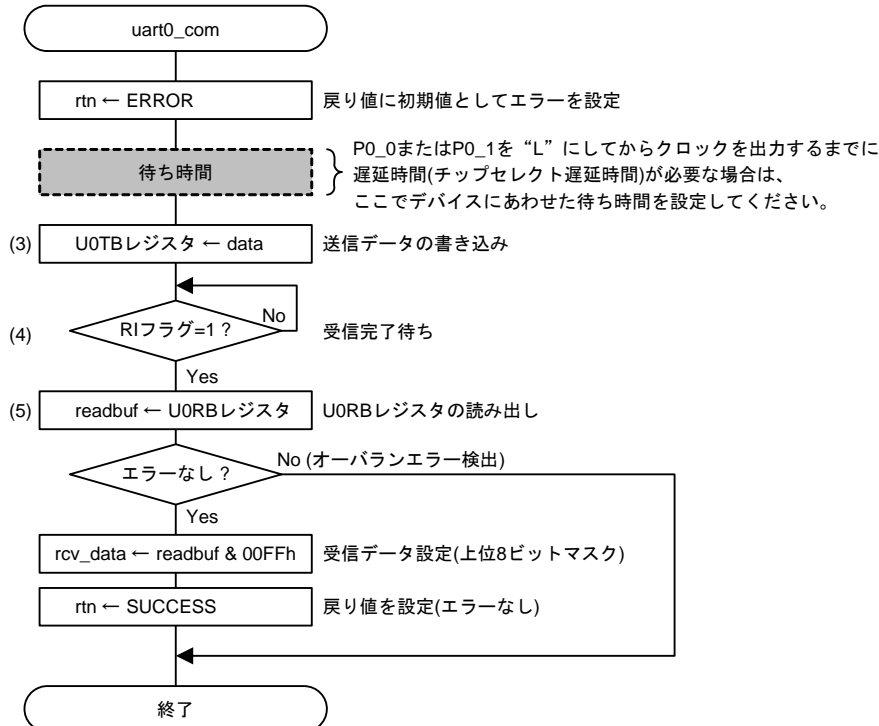 uart0_com
rtn ← ERROR
戻り値に初期値としてエラーを設定
待ち時間
P0_0またはP0_1を“L”にしてからクロックを出力するまでに
遅延時間(チップセレクト遅延時間)が必要な場合は、
ここでデバイスにあわせた待ち時間を設定してください。
(3)
U0TBレジスタ ← data
送信データの書き込み
(4)
RIフラグ=1 ?
No
受信完了待ち
Yes
(5)
readbuf ← U0RBレジスタ
U0RBレジスタの読み出し
エラーなし ?
No (オーバランエラー検出)
Yes
rcv_data ← readbuf & 00FFh
受信データ設定(上位8ビットマスク)
rtn ← SUCCESS
戻り値を設定(エラーなし)
終了